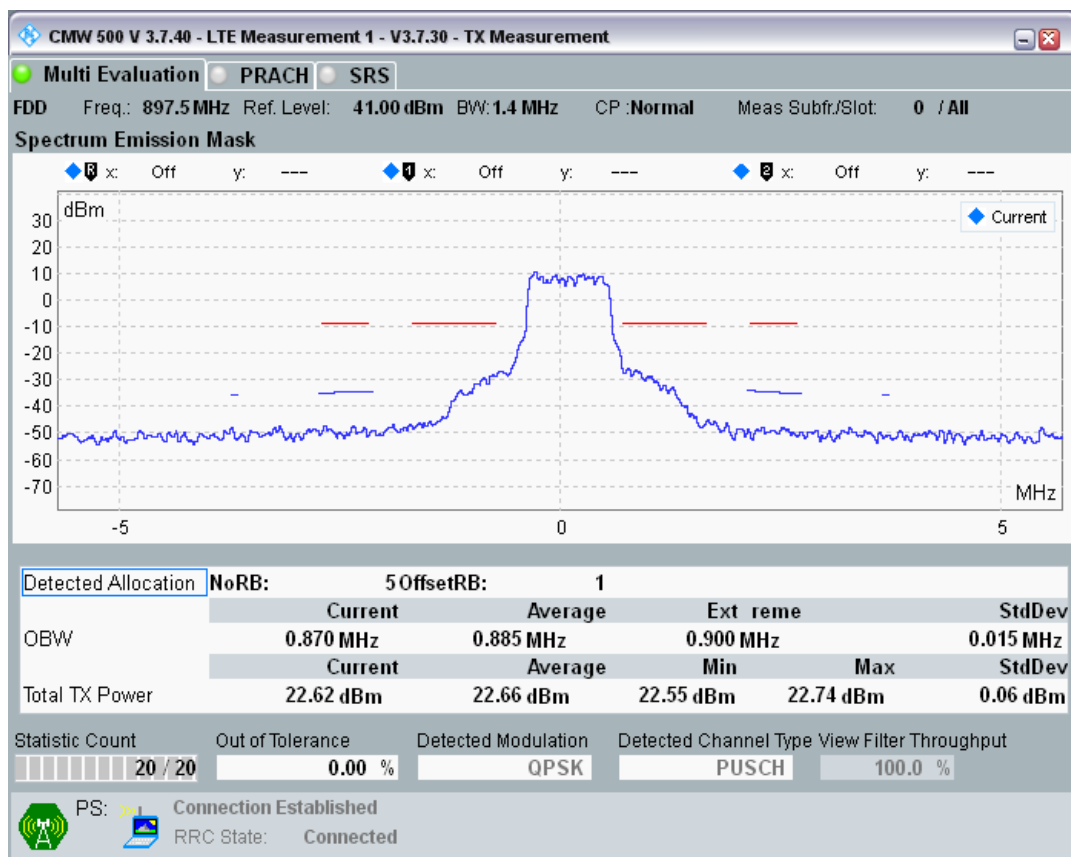 CMW 500 V 3.7.40 - LTE Measurement 1 - V3.7.30 - TX Measurement
Multi Evaluation PRACH SRS
FDD Freq.: 897.5 MHz Ref. Level: 41.00 dBm BW: 1.4 MHz CP :Normal Meas Subfr./Slot: 0 / All
Spectrum Emission Mask
R x: Off y: --- 1 x: Off y: --- 2 x: Off y: ---
dBm
Current
30
20
10
0
-10
-20
-30
-40
-50
-60
-70
MHz
-5 0 5
Detected Allocation NoRB: 5 OffsetRB: 1
Current Average Ext reme StdDev
OBW 0.870 MHz 0.885 MHz 0.900 MHz 0.015 MHz
Current Average Min Max StdDev
Total TX Power 22.62 dBm 22.66 dBm 22.55 dBm 22.74 dBm 0.06 dBm
Statistic Count Out of Tolerance Detected Modulation Detected Channel Type View Filter Throughput
20 / 20 0.00 % QPSK PUSCH 100.0 %
PS: Connection Established
RRC State: Connected